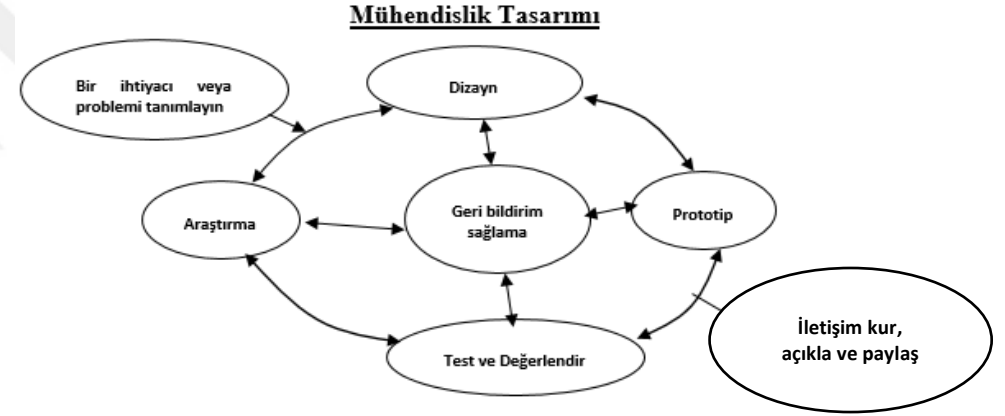 Mühendislik Tasarımı
Bir ihtiyacı veya
problemi tanımlayın
Dizayn
Araştırma
Geri bildirim
sağlama
Prototip
Test ve Değerlendir
İletişim kur,
açıkla ve paylaş